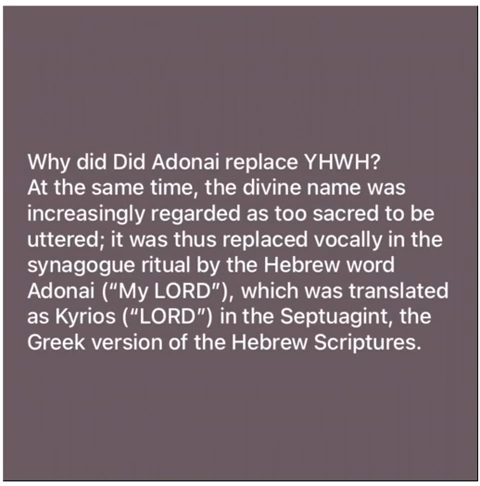 Why did Did Adonai replace YHWH?
At the same time, the divine name was
increasingly regarded as too sacred to be
uttered; it was thus replaced vocally in the
synagogue ritual by the Hebrew word
Adonai (“My LORD”), which was translated
as Kyrios (“LORD”) in the Septuagint, the
Greek version of the Hebrew Scriptures.